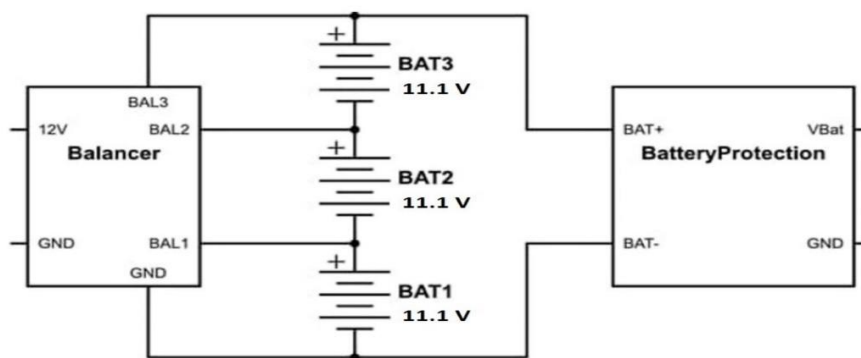 +
BAT3
11.1 V
BAL3
12V
BAL2
BAT+
VBat
Balancer
+
BAT2
BatteryProtection
11.1 V
GND
BAL1
BAT-
GND
GND
+
BAT1
11.1 V